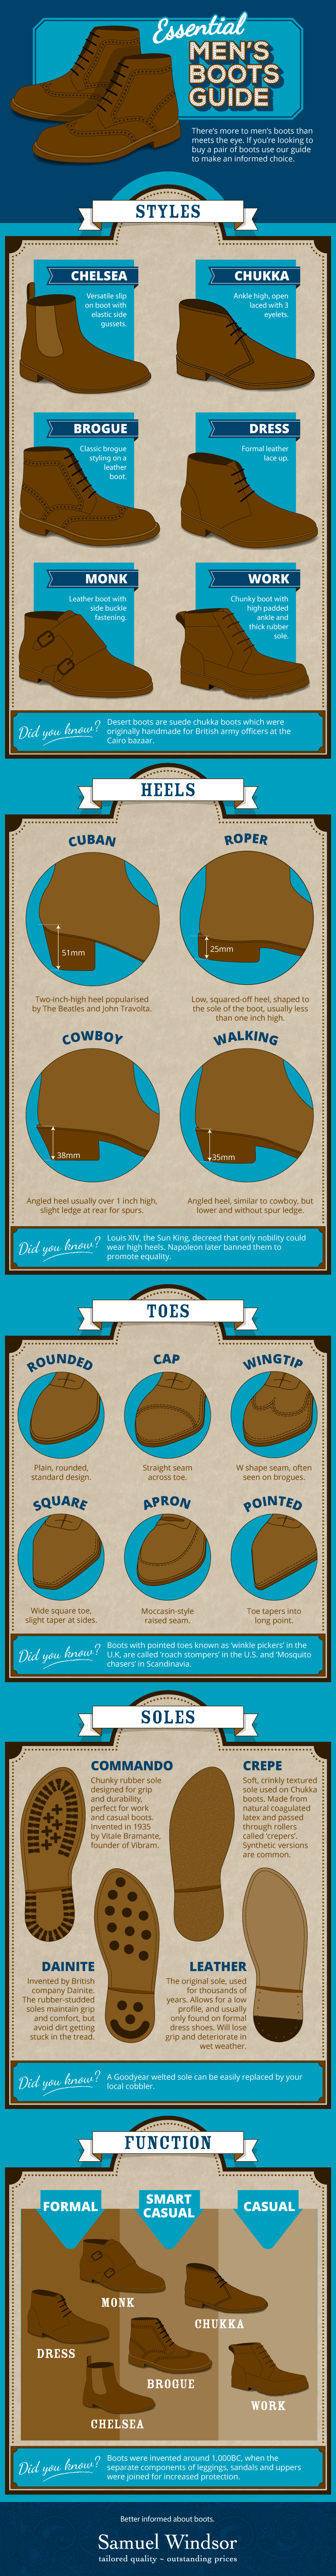 Essential
MEN'S
BOOTS
GUIDE
There's more to men's boots than
meets the eye. If you're looking to
buy a pair of boots use our guide
to make an informed choice.
STYLES
CHELSEA
Versatile slip
on boot with
elastic side
gussets.
CHUKKA
Ankle high, open
laced with 3
eyelets.
BROGUE
Classic brogue
styling on a
leather
boot.
DRESS
Formal leather
lace up.
MONK
Leather boot with
side buckle
fastening.
WORK
Chunky boot with
high padded
ankle and
thick rubber
sole.
Did you know?
Desert boots are suede chukka boots which were
originally handmade for British army officers at the
Cairo bazaar.
HEELS
CUBAN
51mm
Two-inch-high heel popularised
by The Beatles and John Travolta.
ROPER
25mm
Low, squared-off heel, shaped to
the sole of the boot, usually less
than one inch high.
COWBOY
38mm
Angled heel usually over 1 inch high,
slight ledge at rear for spurs.
WALKING
35mm
Angled heel, similar to cowboy, but
lower and without spur ledge.
Did you know?
Louis XIV, the Sun King, decreed that only nobility could
wear high heels. Napoleon later banned them to
promote equality.
TOES
ROUNDED
Plain, rounded,
standard design.
CAP
Straight seam
across toe.
WINGTIP
W shape seam, often
seen on brogues.
SQUARE
Wide square toe,
slight taper at sides.
APRON
Moccasin-style
raised seam.
POINTED
Toe tapers into
long point.
Did you know?
Boots with pointed toes known as 'winkle pickers' in the
U.K, are called 'roach stompers' in the U.S. and 'Mosquito
chasers' in Scandinavia.
SOLES
COMMANDO
Chunky rubber sole
designed for grip
and durability,
perfect for work
and casual boots.
Invented in 1935
by Vitale Bramante,
founder of Vibram.
CREPE
Soft, crinkly textured
sole used on Chukka
boots. Made from
natural coagulated
latex and passed
through rollers
called 'crepers'.
Synthetic versions
are common.
DAINITE
Invented by British
company Dainite.
The rubber-studded
soles maintain grip
and comfort, but
avoid dirt getting
stuck in the tread.
LEATHER
The original sole, used
for thousands of
years. Allows for a low
profile, and usually
only found on formal
dress shoes. Will lose
grip and deteriorate in
wet weather.
Did you know?
A Goodyear welted sole can be easily replaced by your
local cobbler.
FUNCTION
FORMAL
SMART
CASUAL
CASUAL
MONK
CHUKKA
DRESS
BROGUE
WORK
CHELSEA
Did you know?
Boots were invented around 1,000BC, when the
separate components of leggings, sandals and uppers
were joined for increased protection.
Better informed about boots.
Samuel Windsor
tailored quality ~ outstanding prices